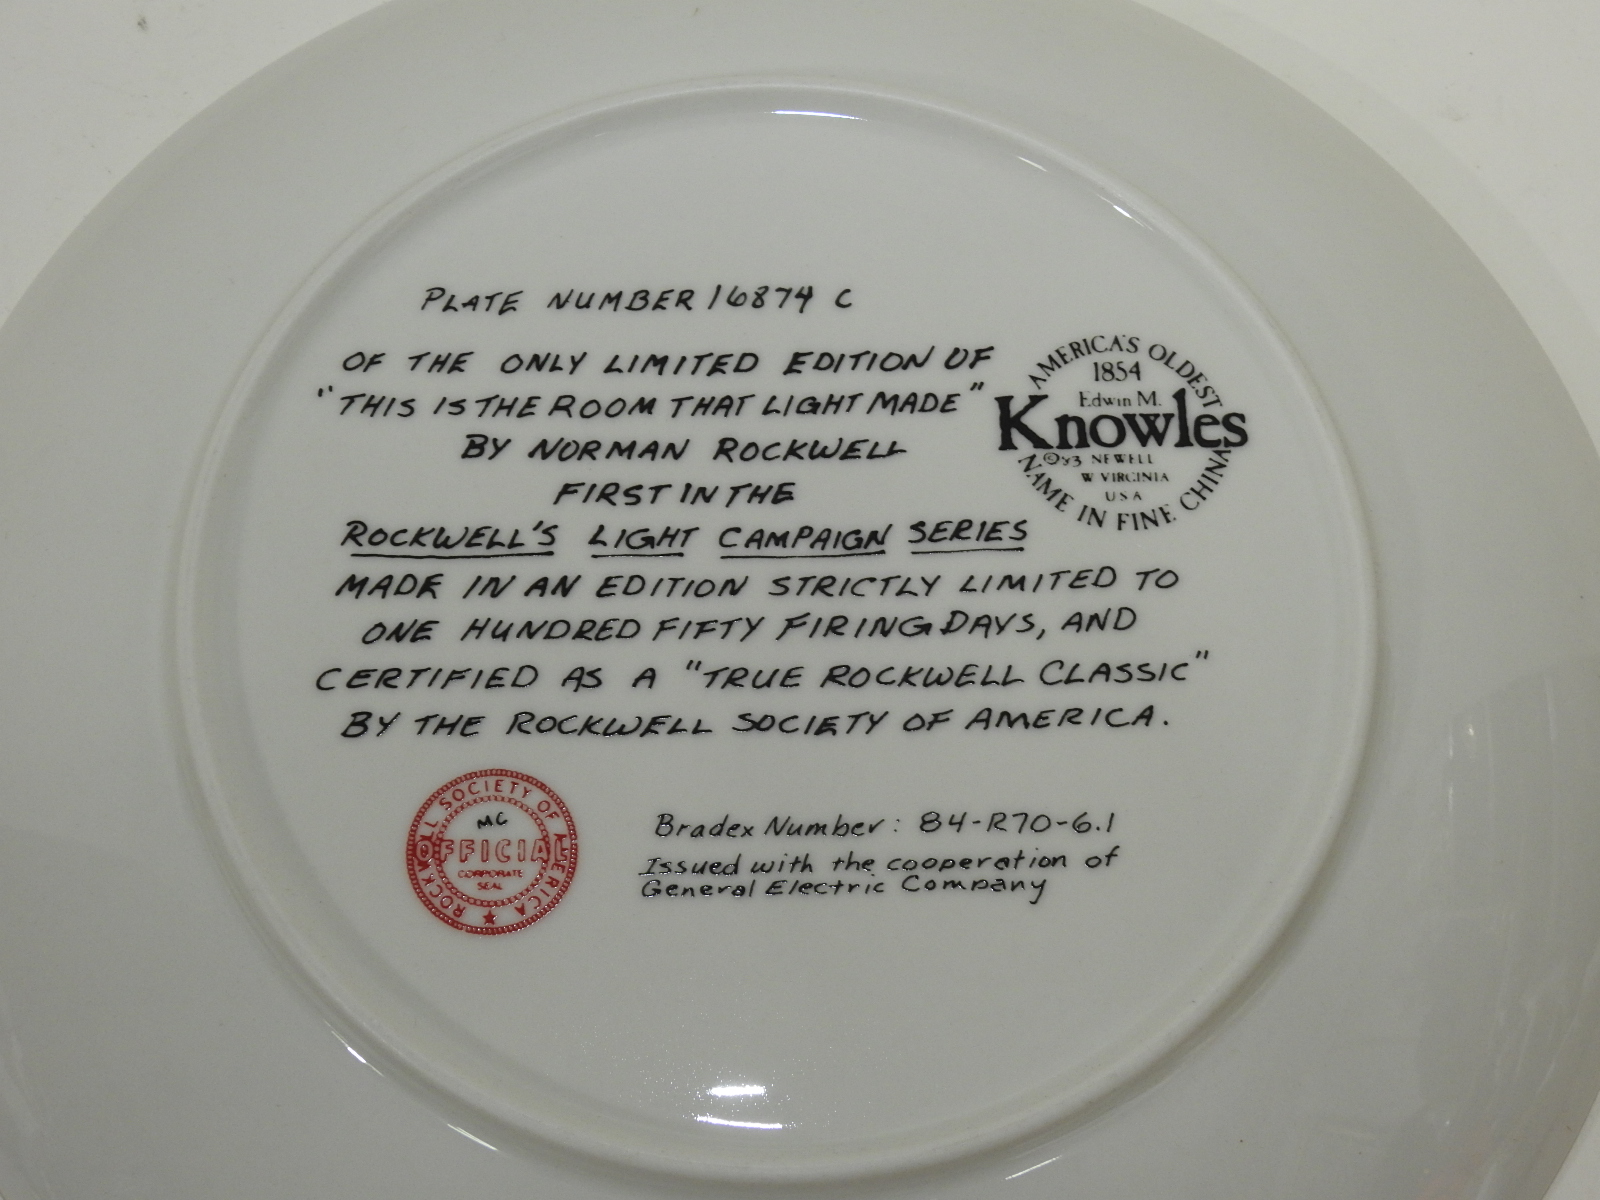 PLATE NUMBER 16874 C
OF THE ONLY LIMITED EDITION OF
"THIS IS THE ROOM THAT LIGHT MADE"
BY NORMAN ROCKWELL
FIRST IN THE
ROCKWELL'S LIGHT CAMPAIGN SERIES
MADE IN AN EDITION STRICTLY LIMITED TO
ONE HUNDRED FIFTY FIRING DAYS, AND
CERTIFIED AS A "TRUE ROCKWELL CLASSIC"
BY THE ROCKWELL SOCIETY OF AMERICA.
AMERICA'S OLDEST
1854
Edwin M.
Knowles
©83 NEWELL
W VIRGINIA
USA
NAME IN FINE CHINA
ROCKWELL SOCIETY OF AMERICA
MC
OFFICIAL
CORPORATE
SEAL
Bradex Number: 84-R70-6.1
Issued with the cooperation of
General Electric Company